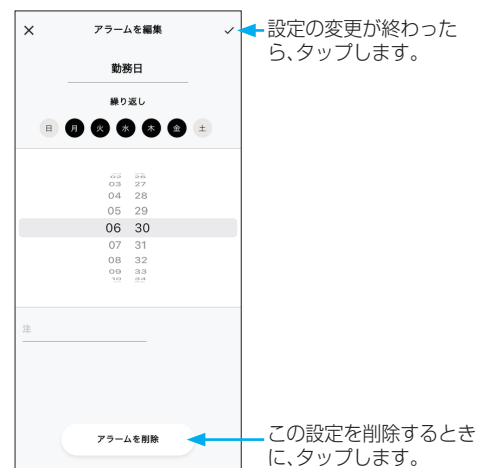 × アラームを編集 ✓
設定の変更が終わった
ら、タップします。
勤務日
繰り返し
日 月 火 水 木 金 土
02 26
03 27
04 28
05 29
06 30
07 31
08 32
09 33
10 34
注
アラームを削除
この設定を削除するとき
に、タップします。